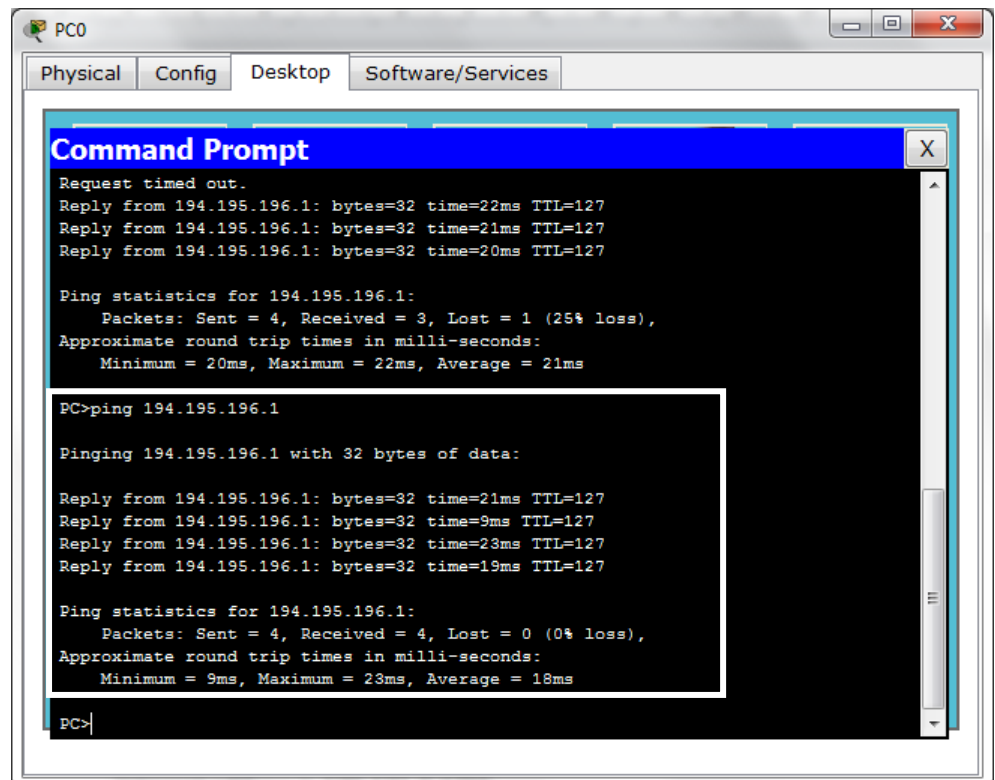 PC0
Physical Config Desktop Software/Services
Command Prompt X
Request timed out.
Reply from 194.195.196.1: bytes=32 time=22ms TTL=127
Reply from 194.195.196.1: bytes=32 time=21ms TTL=127
Reply from 194.195.196.1: bytes=32 time=20ms TTL=127
Ping statistics for 194.195.196.1:
Packets: Sent = 4, Received = 3, Lost = 1 (25% loss),
Approximate round trip times in milli-seconds:
Minimum = 20ms, Maximum = 22ms, Average = 21ms
PC>ping 194.195.196.1
Pinging 194.195.196.1 with 32 bytes of data:
Reply from 194.195.196.1: bytes=32 time=21ms TTL=127
Reply from 194.195.196.1: bytes=32 time=9ms TTL=127
Reply from 194.195.196.1: bytes=32 time=23ms TTL=127
Reply from 194.195.196.1: bytes=32 time=19ms TTL=127
Ping statistics for 194.195.196.1:
Packets: Sent = 4, Received = 4, Lost = 0 (0% loss),
Approximate round trip times in milli-seconds:
Minimum = 9ms, Maximum = 23ms, Average = 18ms
PC>